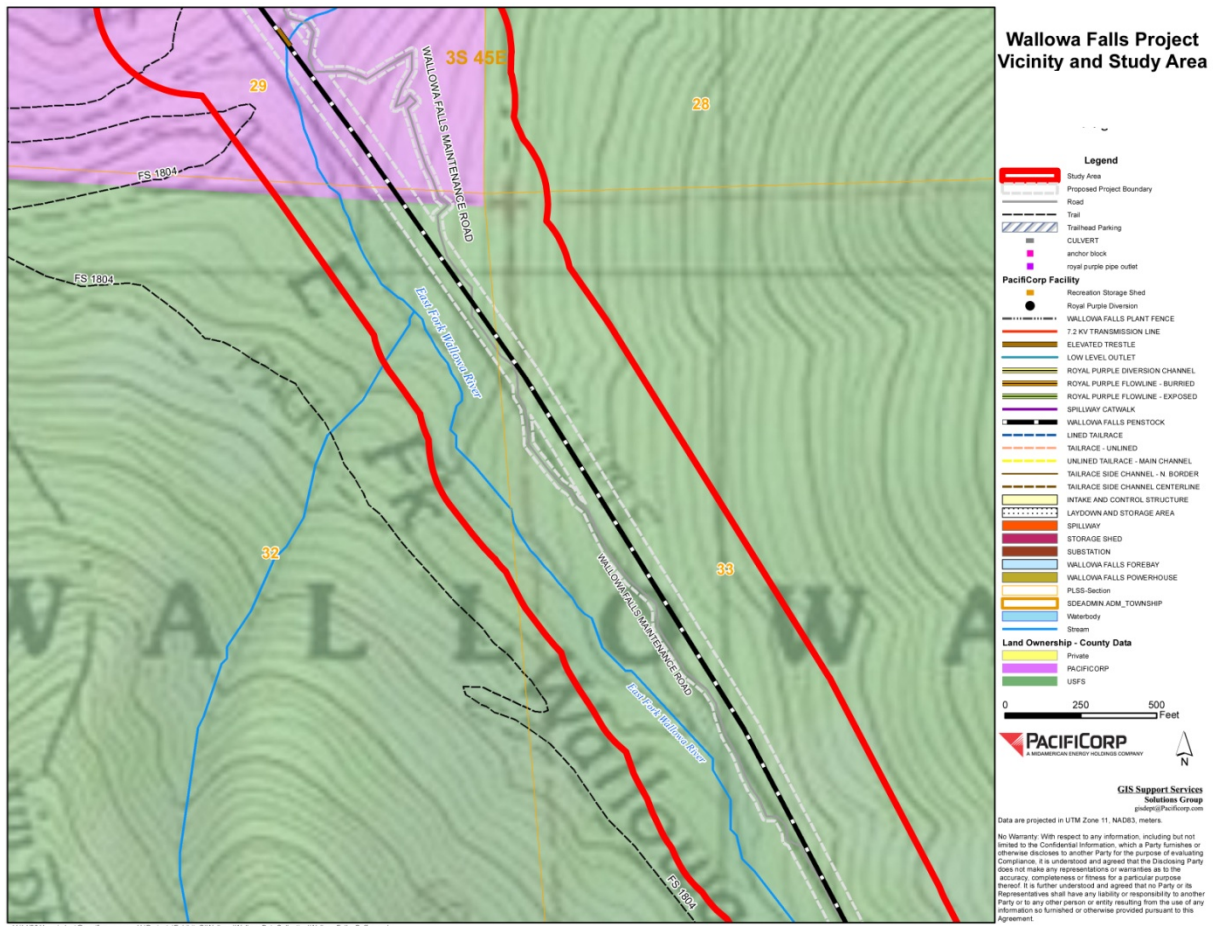 Wallowa Falls Project
Vicinity and Study Area
Legend
Study Area
Proposed Project Boundary
Road
Trail
Trailhead Parking
CULVERT
anchor block
royal purple pipe outlet
PacifiCorp Facility
Recreation Storage Shed
Royal Purple Diversion
WALLOWA FALLS PLANT FENCE
7.2 KV TRANSMISSION LINE
ELEVATED TRESTLE
LOW LEVEL OUTLET
ROYAL PURPLE DIVERSION CHANNEL
ROYAL PURPLE FLOWLINE - BURRIED
ROYAL PURPLE FLOWLINE - EXPOSED
SPILLWAY CATWALK
WALLOWA FALLS PENSTOCK
LINED TAILRACE
TAILRACE - UNLINED
UNLINED TAILRACE - MAIN CHANNEL
TAILRACE SIDE CHANNEL - N. BORDER
TAILRACE SIDE CHANNEL CENTERLINE
INTAKE AND CONTROL STRUCTURE
LAYDOWN AND STORAGE AREA
SPILLWAY
STORAGE SHED
SUBSTATION
WALLOWA FALLS FOREBAY
WALLOWA FALLS POWERHOUSE
PLSS-Section
SDEADMIN.ADM_TOWNSHIP
Waterbody
Stream
Land Ownership - County Data
Private
PACIFICORP
USFS
0 250 500
Feet
PACIFICORP
A MIDAMERICAN ENERGY HOLDINGS COMPANY
N
GIS Support Services
Solutions Group
gisdept@Pacificorp.com
Data are projected in UTM Zone 11, NAD83, meters.
No Warranty: With respect to any information, including but not
limited to the Confidential Information, which a Party furnishes or
otherwise discloses to another Party for the purpose of evaluating
Compliance, it is understood and agreed that the Disclosing Party
does not make any representations or warranties as to the
accuracy, completeness or fitness for a particular purpose
thereof. It is further understood and agreed that no Party or its
Representatives shall have any liability or responsibility to another
Party or to any other person or entity resulting from the use of any
information so furnished or otherwise provided pursuant to this
Agreement.
3S 45E
29
28
WALLOWA FALLS MAINTENANCE ROAD
FS 1804
FS 1804
East Fork Wallowa River
32
33
WALLOWA FALLS MAINTENANCE ROAD
W A L L O W A
East Fork Wallowa River
Wallowa
FS 1804